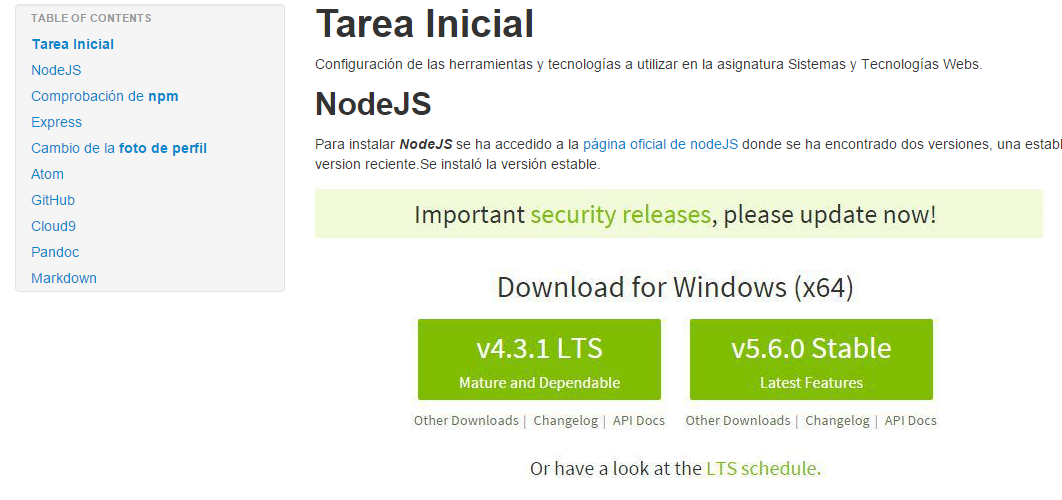 TABLE OF CONTENTS
Tarea Inicial
NodeJS
Comprobación de npm
Express
Cambio de la foto de perfil
Atom
GitHub
Cloud9
Pandoc
Markdown
Tarea Inicial
Configuración de las herramientas y tecnologías a utilizar en la asignatura Sistemas y Tecnologías Webs.
NodeJS
Para instalar NodeJS se ha accedido a la página oficial de nodeJS donde se ha encontrado dos versiones, una estab
version reciente.Se instaló la versión estable.
Important security releases, please update now!
Download for Windows (x64)
v4.3.1 LTS
Mature and Dependable
v5.6.0 Stable
Latest Features
Other Downloads | Changelog | API Docs
Other Downloads | Changelog | API Docs
Or have a look at the LTS schedule.